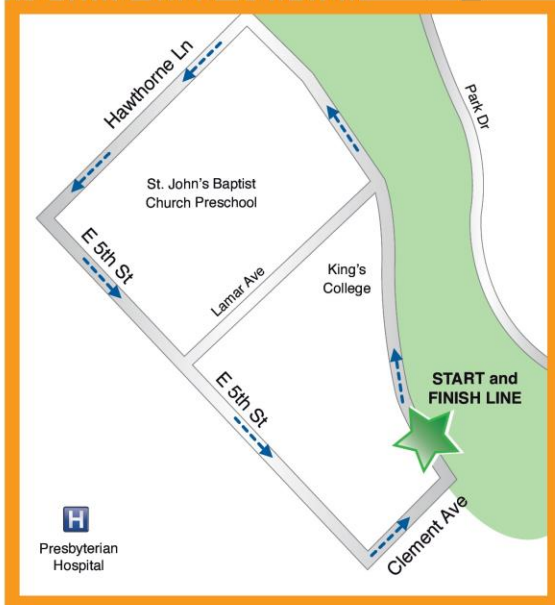 Hawthorne Ln
Park Dr
St. John's Baptist
Church Preschool
E 5th St
Lamar Ave
King's
College
START and
FINISH LINE
E 5th St
Clement Ave
H
Presbyterian
Hospital